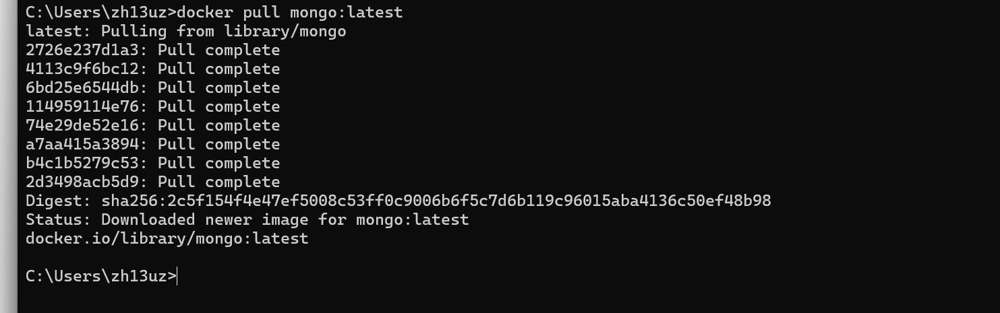 C:\Users\zh13uz>docker pull mongo:latest
latest: Pulling from library/mongo
2726e237d1a3: Pull complete
4113c9f6bc12: Pull complete
6bd25e6544db: Pull complete
114959114e76: Pull complete
74e29de52e16: Pull complete
a7aa415a3894: Pull complete
b4c1b5279c53: Pull complete
2d3498acb5d9: Pull complete
Digest: sha256:2c5f154f4e47ef5008c53ff0c9006b6f5c7d6b119c96015aba4136c50ef48b98
Status: Downloaded newer image for mongo:latest
docker.io/library/mongo:latest
C:\Users\zh13uz>